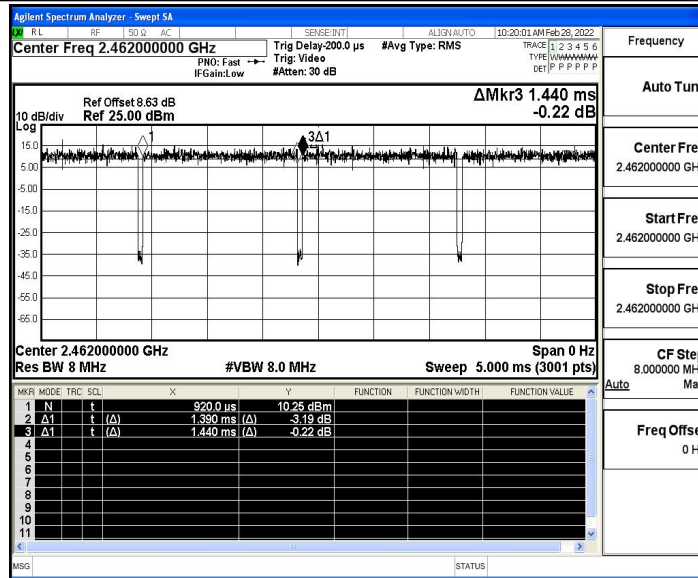 Agilent Spectrum Analyzer - Swept SA
LXI RL RF 50 Ω AC SENSE:INT ALIGN AUTO 10:20:01 AM Feb 28, 2022
Center Freq 2.462000000 GHz
PNO: Fast
IFGain:Low
Trig Delay-200.0 µs
Trig: Video
#Atten: 30 dB
#Avg Type: RMS
TRACE 1 2 3 4 5 6
TYPE
DET P P P P P P
ΔMkr3 1.440 ms
-0.22 dB
Ref Offset 8.63 dB
10 dB/div Ref 25.00 dBm
Log
1
3Δ1
15.0
5.00
-5.00
-15.0
-25.0
-35.0
-45.0
-55.0
-65.0
Center 2.462000000 GHz Span 0 Hz
Res BW 8 MHz #VBW 8.0 MHz Sweep 5.000 ms (3001 pts)
MKR MODE TRC SCL X Y FUNCTION FUNCTION WIDTH FUNCTION VALUE
1 N t 920.0 µs 10.25 dBm
2 Δ1 t (Δ) 1.390 ms (Δ) -3.19 dB
3 Δ1 t (Δ) 1.440 ms (Δ) -0.22 dB
4
5
6
7
8
9
10
11
MSG STATUS
Frequency
Auto Tun
Center Fre
2.462000000 GH
Start Fre
2.462000000 GH
Stop Fre
2.462000000 GH
CF Ste
8.000000 MH
Auto Ma
Freq Offse
0 H